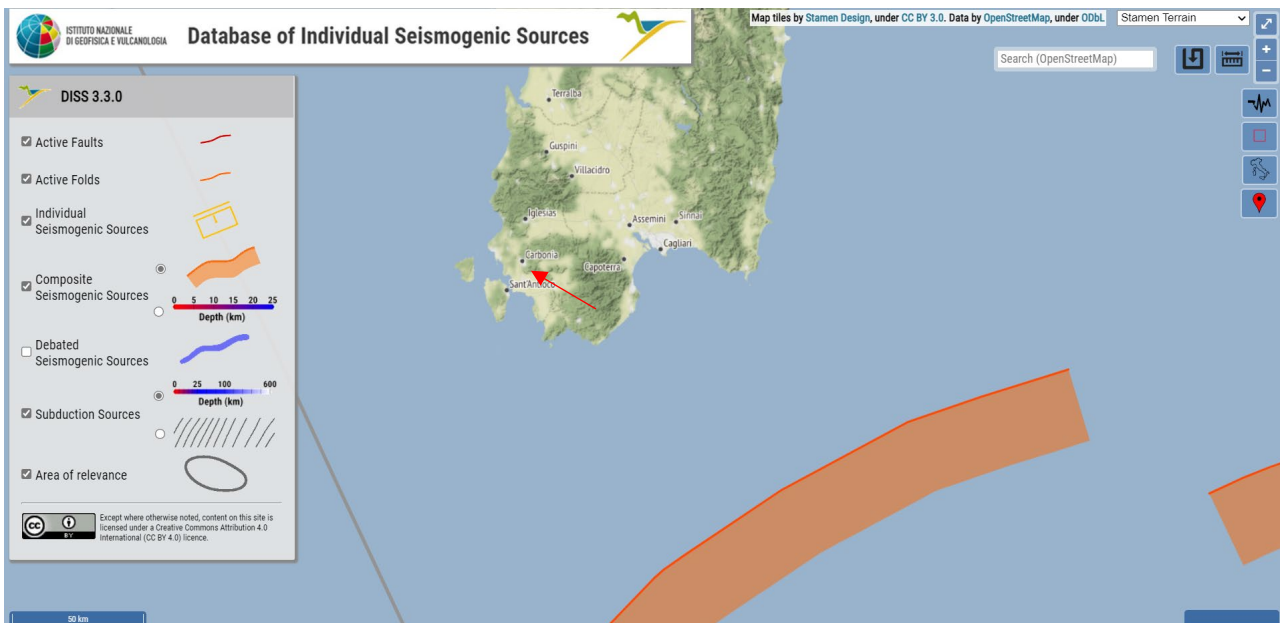 ISTITUTO NAZIONALE
DI GEOFISICA E VULCANOLOGIA
Database of Individual Seismogenic Sources
Map tiles by Stamen Design, under CC BY 3.0. Data by OpenStreetMap, under ODbL.
Stamen Terrain
Search (OpenStreetMap)
+
−
DISS 3.3.0
Active Faults
Active Folds
Individual
Seismogenic Sources
Composite
Seismogenic Sources
0 5 10 15 20 25
Depth (km)
Debated
Seismogenic Sources
0 25 100 600
Depth (km)
Subduction Sources
Area of relevance
cc
BY
Except where otherwise noted, content on this site is
licensed under a Creative Commons Attribution 4.0
International (CC BY 4.0) licence.
50 km
Terralba
Guspini
Villacidro
Iglesias
Assemini
Sinnai
Cagliari
Carbonia
Capoterra
Sant'Antioco